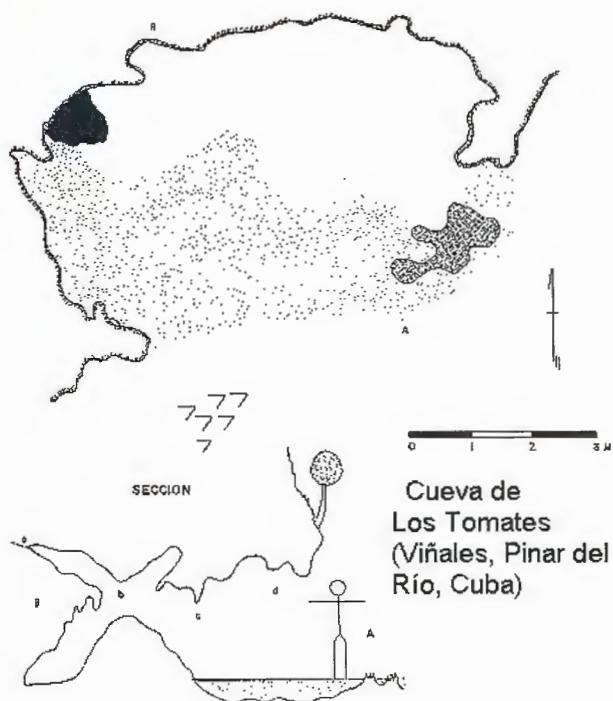 B
A
0 1 2 3 M
SECCION
Cueva de
Los Tomates
(Viñales, Pinar del
Río, Cuba)
a
b
c
d
B
A